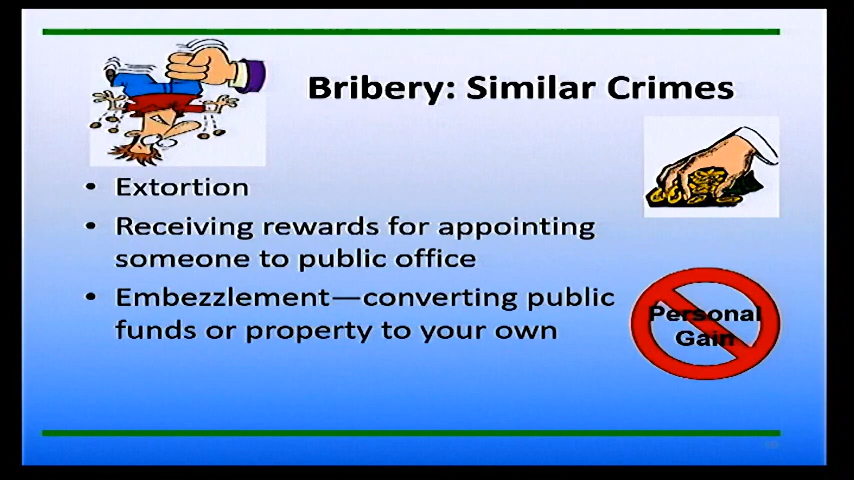 Bribery: Similar Crimes
• Extortion
• Receiving rewards for appointing
someone to public office
• Embezzlement—converting public
funds or property to your own
Personal
Gain